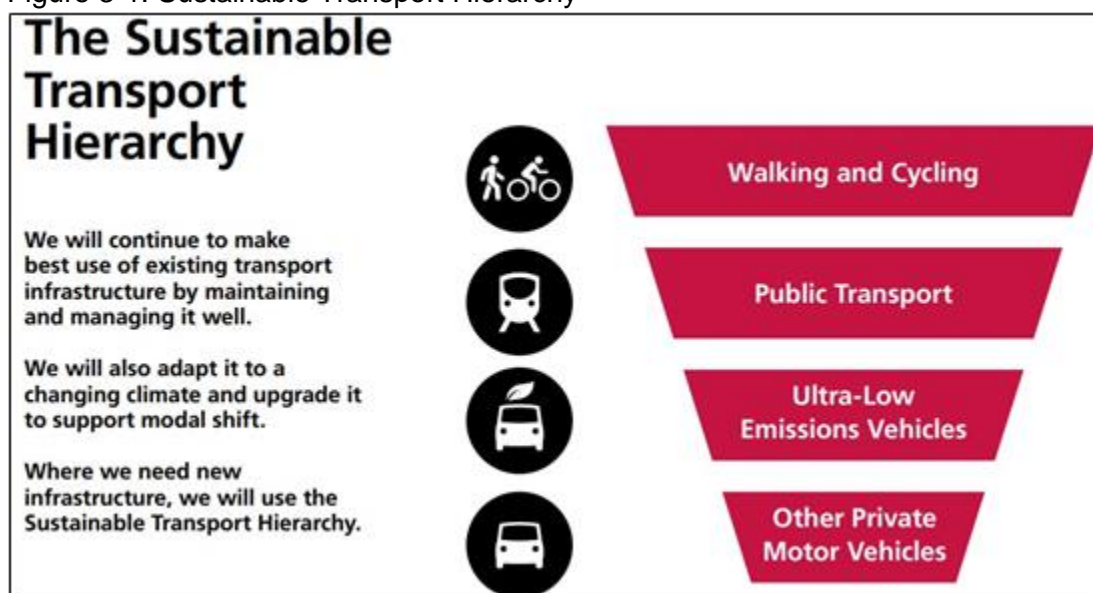 The Sustainable
Transport
Hierarchy
We will continue to make
best use of existing transport
infrastructure by maintaining
and managing it well.
We will also adapt it to a
changing climate and upgrade it
to support modal shift.
Where we need new
infrastructure, we will use the
Sustainable Transport Hierarchy.
Walking and Cycling
Public Transport
Ultra-Low
Emissions Vehicles
Other Private
Motor Vehicles